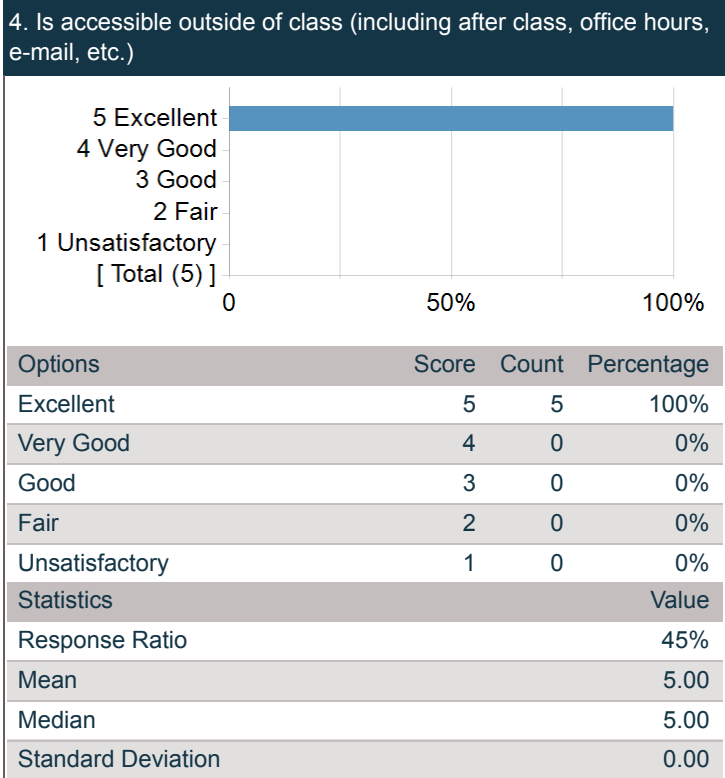 4. Is accessible outside of class (including after class, office hours,
e-mail, etc.)
5 Excellent
4 Very Good
3 Good
2 Fair
1 Unsatisfactory
[ Total (5) ]
0 50% 100%
Options Score Count Percentage
Excellent 5 5 100%
Very Good 4 0 0%
Good 3 0 0%
Fair 2 0 0%
Unsatisfactory 1 0 0%
Statistics Value
Response Ratio 45%
Mean 5.00
Median 5.00
Standard Deviation 0.00